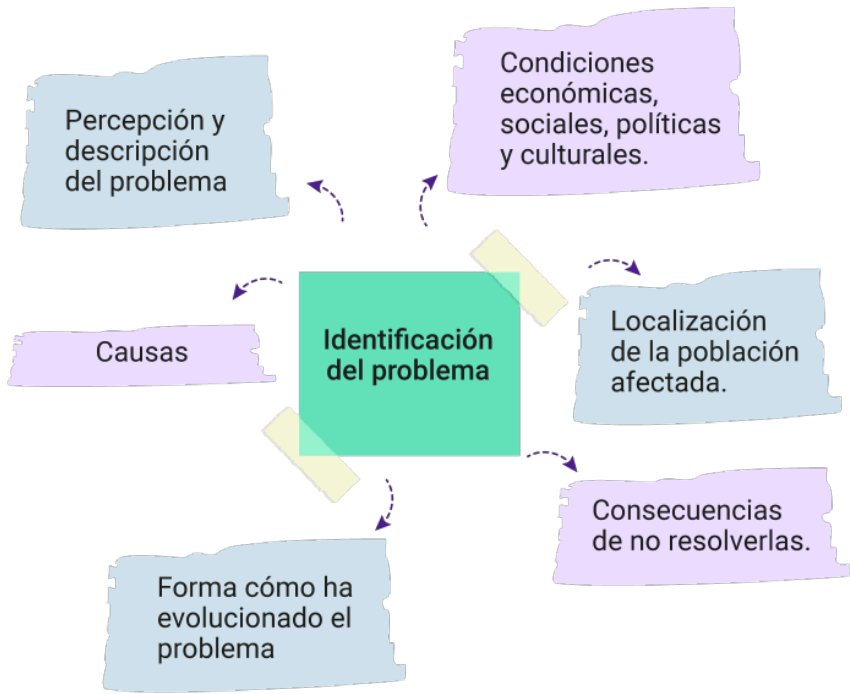 Percepción y
descripción
del problema
Condiciones
económicas,
sociales, políticas
y culturales.
Identificación
del problema
Localización
de la población
afectada.
Causas
Consecuencias
de no resolverlas.
Forma cómo ha
evolucionado el
problema